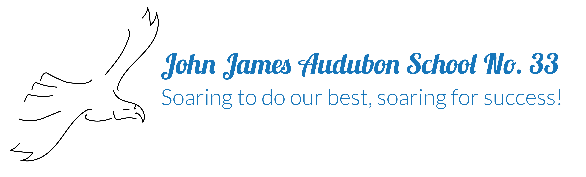 John James Audubon School No. 33
Soaring to do our best, soaring for success!